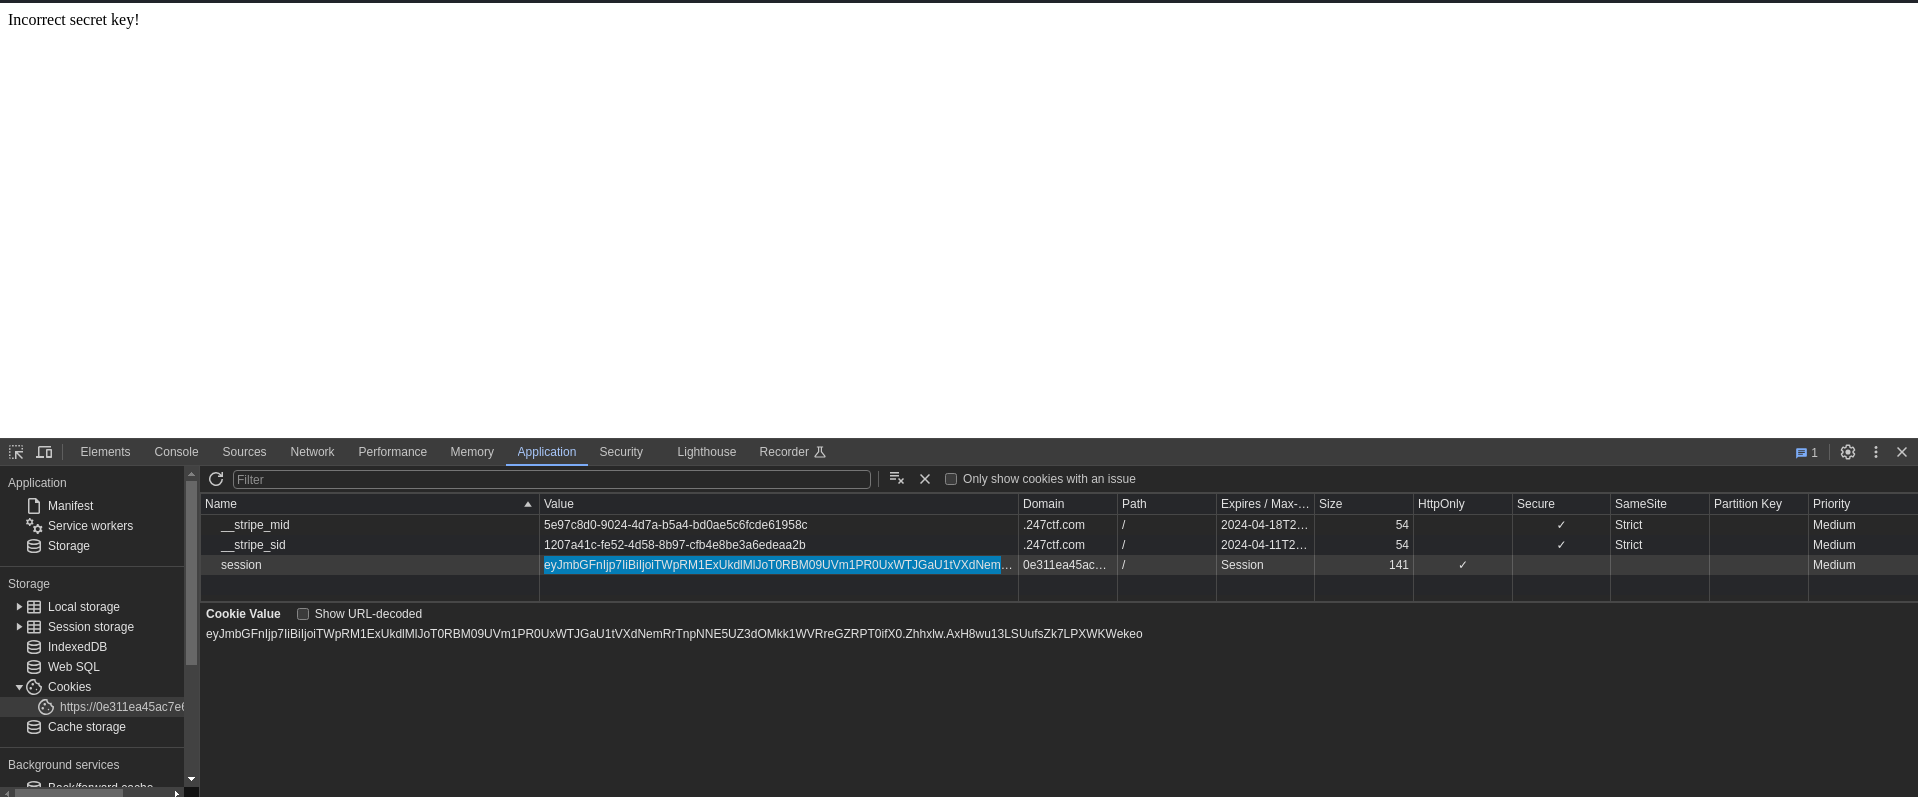 Incorrect secret key!
Elements Console Sources Network Performance Memory Application Security Lighthouse Recorder 1
Application
Manifest
Service workers
Storage
Storage
Local storage
Session storage
IndexedDB
Web SQL
Cookies
https://0e311ea45ac7e6
Cache storage
Background services
Back/forward cache
Filter Only show cookies with an issue
Name Value Domain Path Expires / Max-... Size HttpOnly Secure SameSite Partition Key Priority
__stripe_mid 5e97c8d0-9024-4d7a-b5a4-bd0ae5c6fcde61958c .247ctf.com / 2024-04-18T2... 54 ✓ Strict Medium
__stripe_sid 1207a41c-fe52-4d58-8b97-cfb4e8be3a6edeaa2b .247ctf.com / 2024-04-11T2... 54 ✓ Strict Medium
session eyJmbGFnIjp7IiBiIjoiTWpRM1ExUkdlMlJoT0RBM09UVm1PR0UxWTJGaU1tVXdNem... 0e311ea45ac... / Session 141 ✓ Medium
Cookie Value Show URL-decoded
eyJmbGFnIjp7IiBiIjoiTWpRM1ExUkdlMlJoT0RBM09UVm1PR0UxWTJGaU1tVXdNemRrTnpNNE5UZ3dOMkk1WVRreGZRPT0ifX0.Zhhxlw.AxH8wu13LSUufsZk7LPXWKWekeo